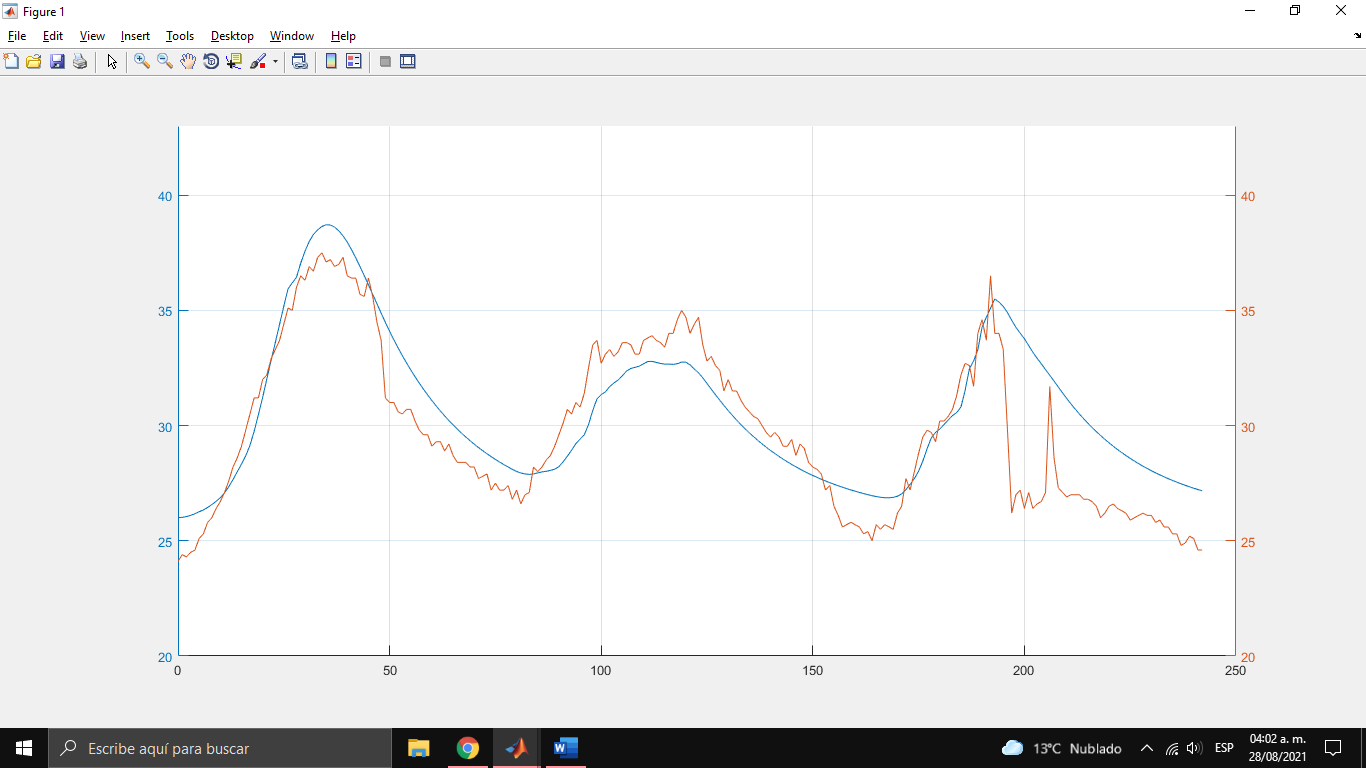 Figure 1
File Edit View Insert Tools Desktop Window Help
40 40
35 35
30 30
25 25
20 20
0 50 100 150 200 250
Escribe aquí para buscar
13°C Nublado
ESP
04:02 a. m.
28/08/2021